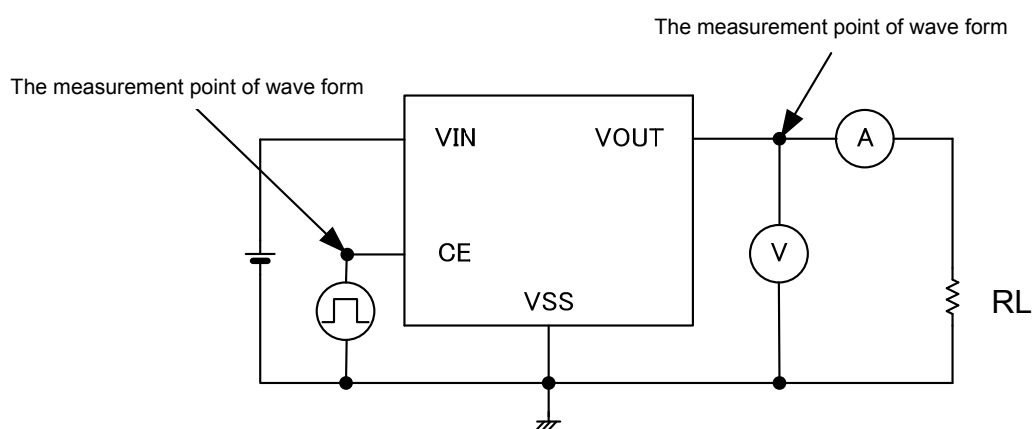 The measurement point of wave form
The measurement point of wave form
VIN
VOUT
A
CE
V
VSS
RL